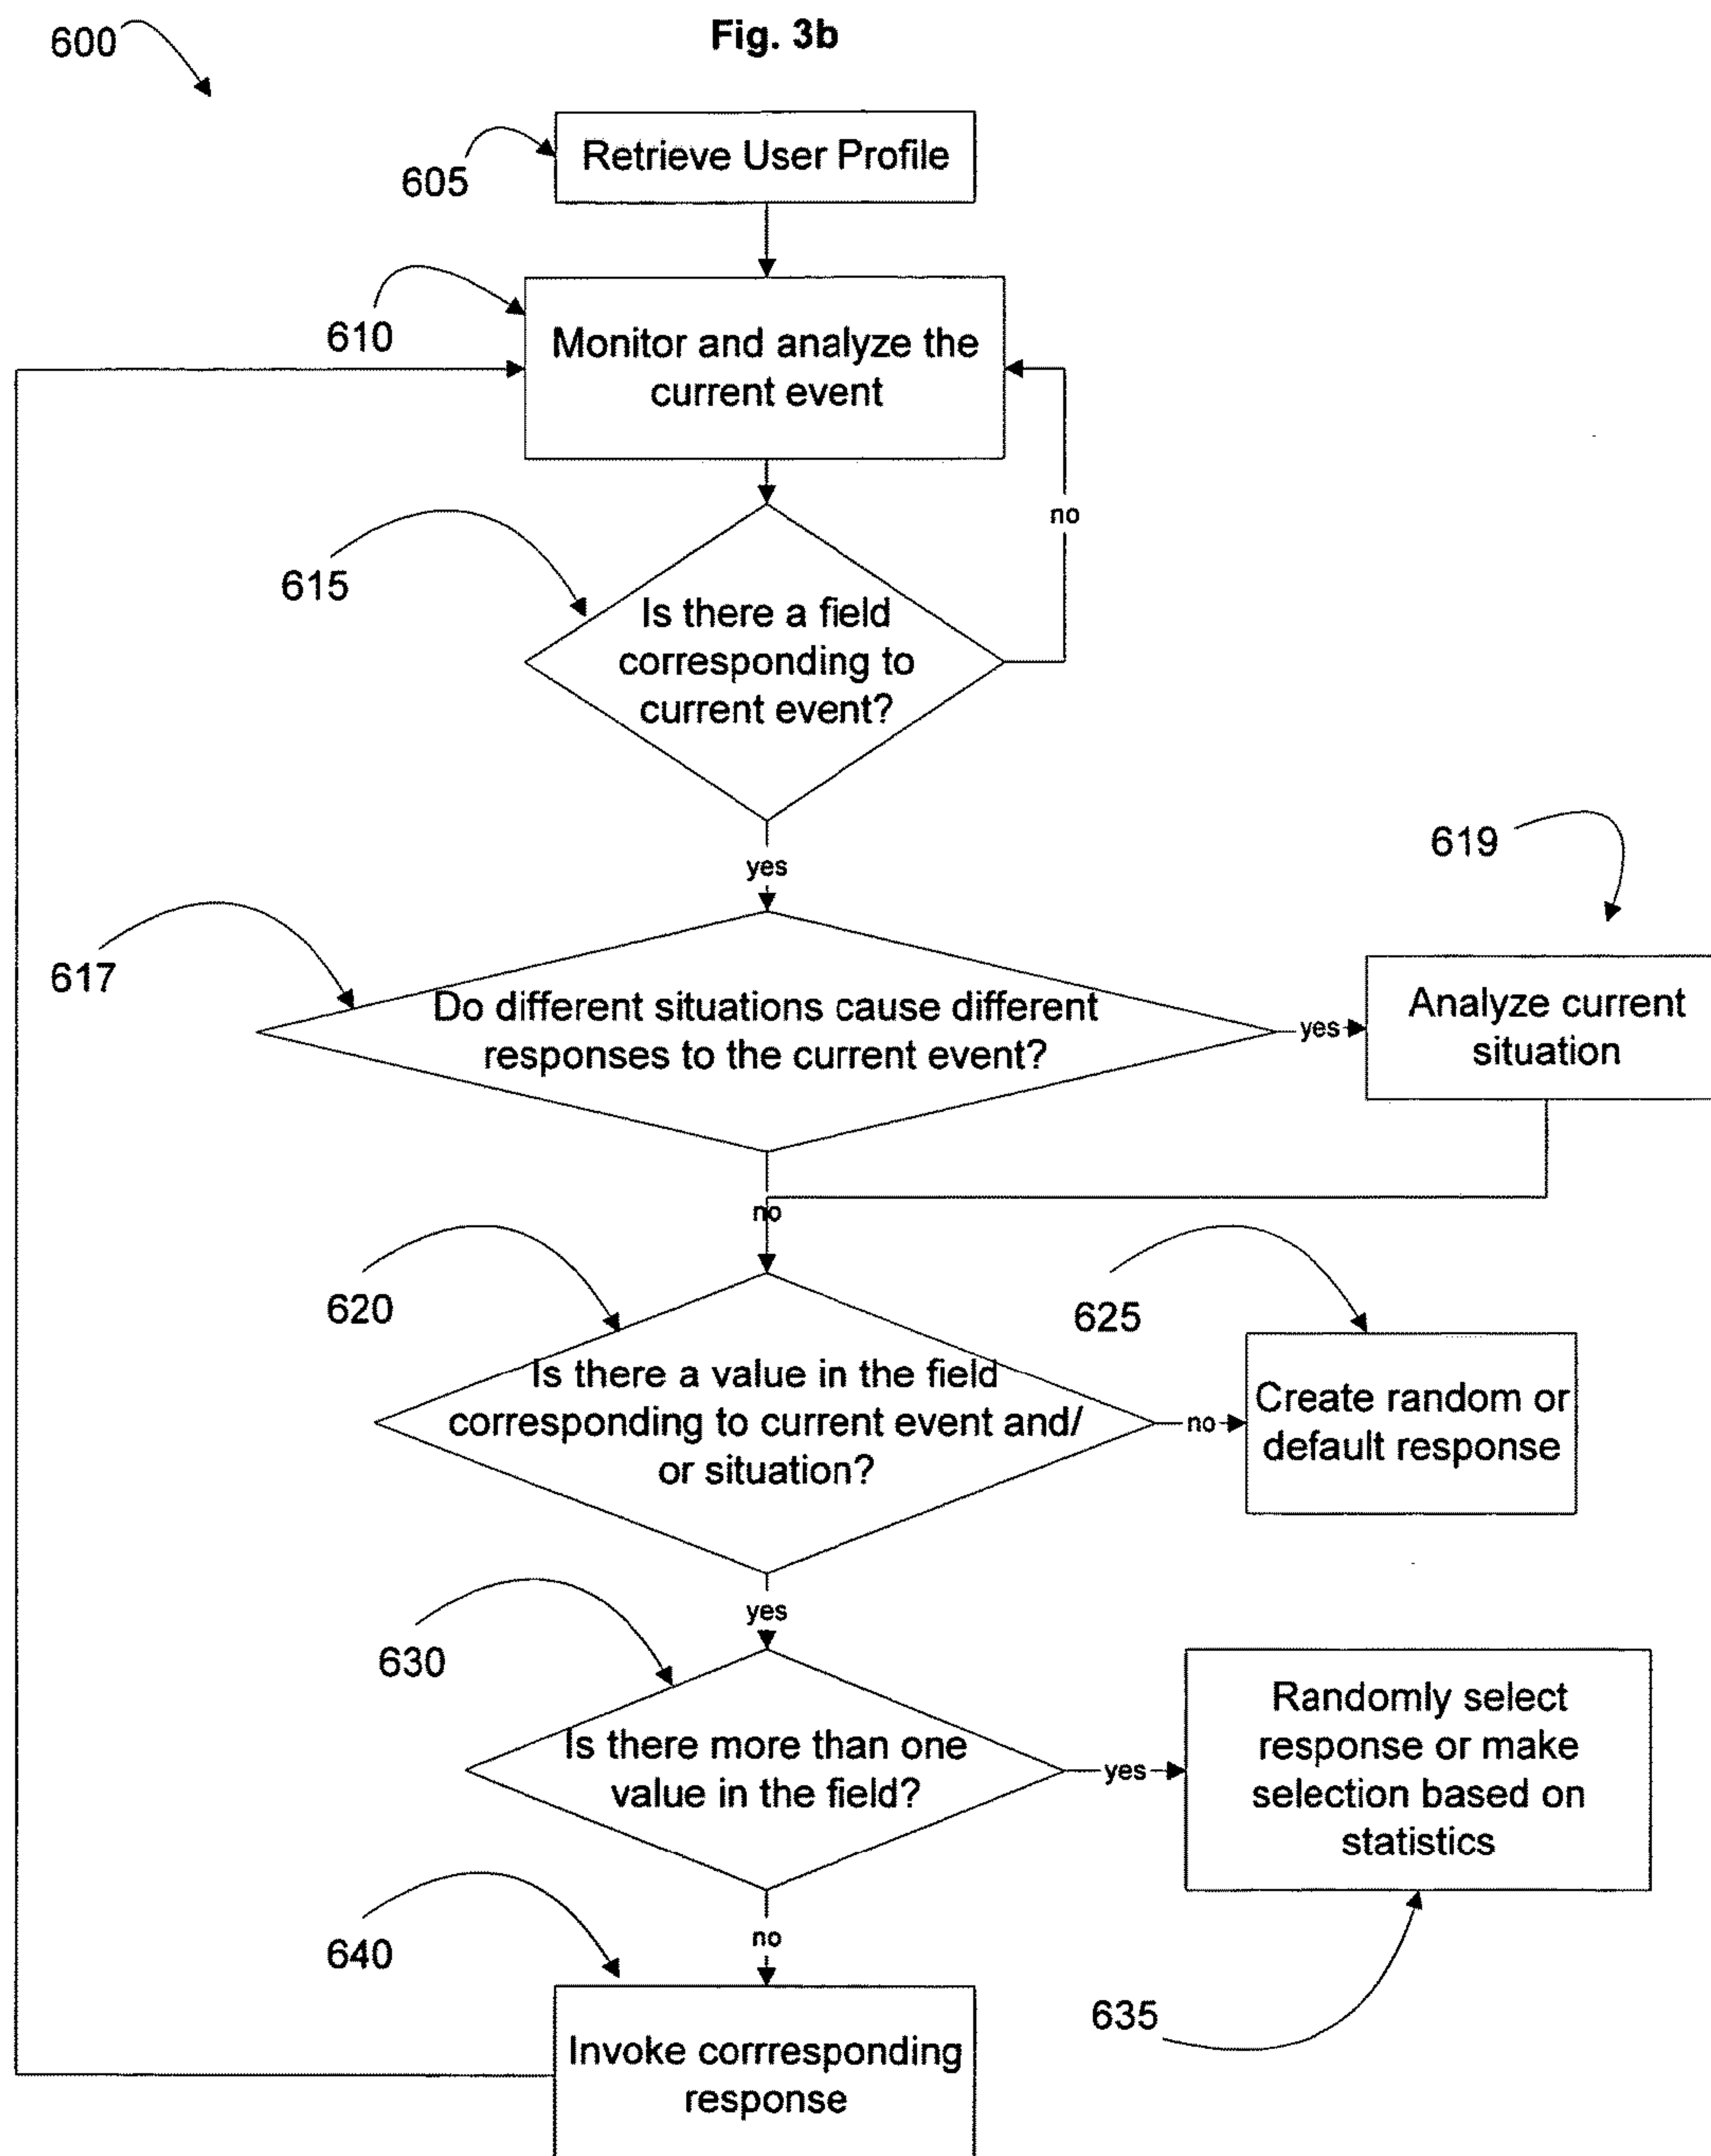 Fig. 3b
600
Retrieve User Profile
605
610
Monitor and analyze the
current event
no
615
Is there a field
corresponding to
current event?
yes
619
617
Do different situations cause different
responses to the current event?
yes
Analyze current
situation
no
620
625
Is there a value in the field
corresponding to current event and/
or situation?
no
Create random or
default response
yes
630
Is there more than one
value in the field?
yes
Randomly select
response or make
selection based on
statistics
no
640
635
Invoke corrresponding
response